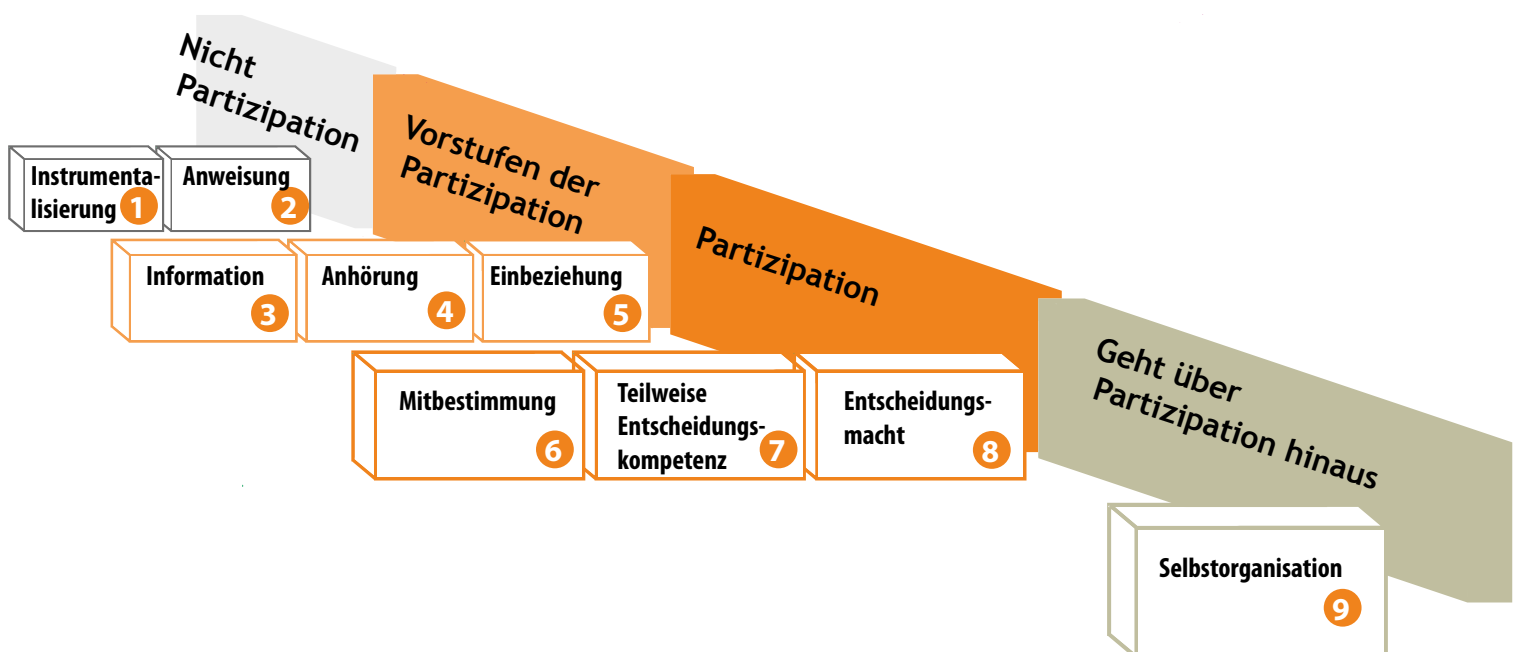 Nicht
Partizipation
Instrumenta-
lisierung 1
Anweisung
2
Vorstufen der
Partizipation
Information
3
Anhörung
4
Einbeziehung
5
Partizipation
Mitbestimmung
6
Teilweise
Entscheidungs-
kompetenz 7
Entscheidungs-
macht
8
Geht über
Partizipation hinaus
Selbstorganisation
9